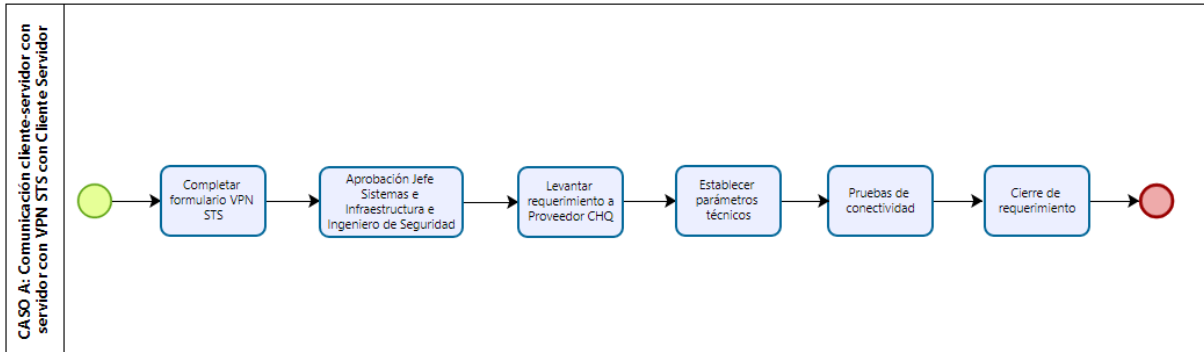 CASO A: Comunicación cliente-servidor con
servidor con VPN STS con Cliente Servidor
Completar
formulario VPN
STS
Aprobación Jefe
Sistemas e
Infraestructura e
Ingeniero de Seguridad
Levantar
requerimiento a
Proveedor CHQ
Establecer
parámetros
técnicos
Pruebas de
conectividad
Cierre de
requerimiento